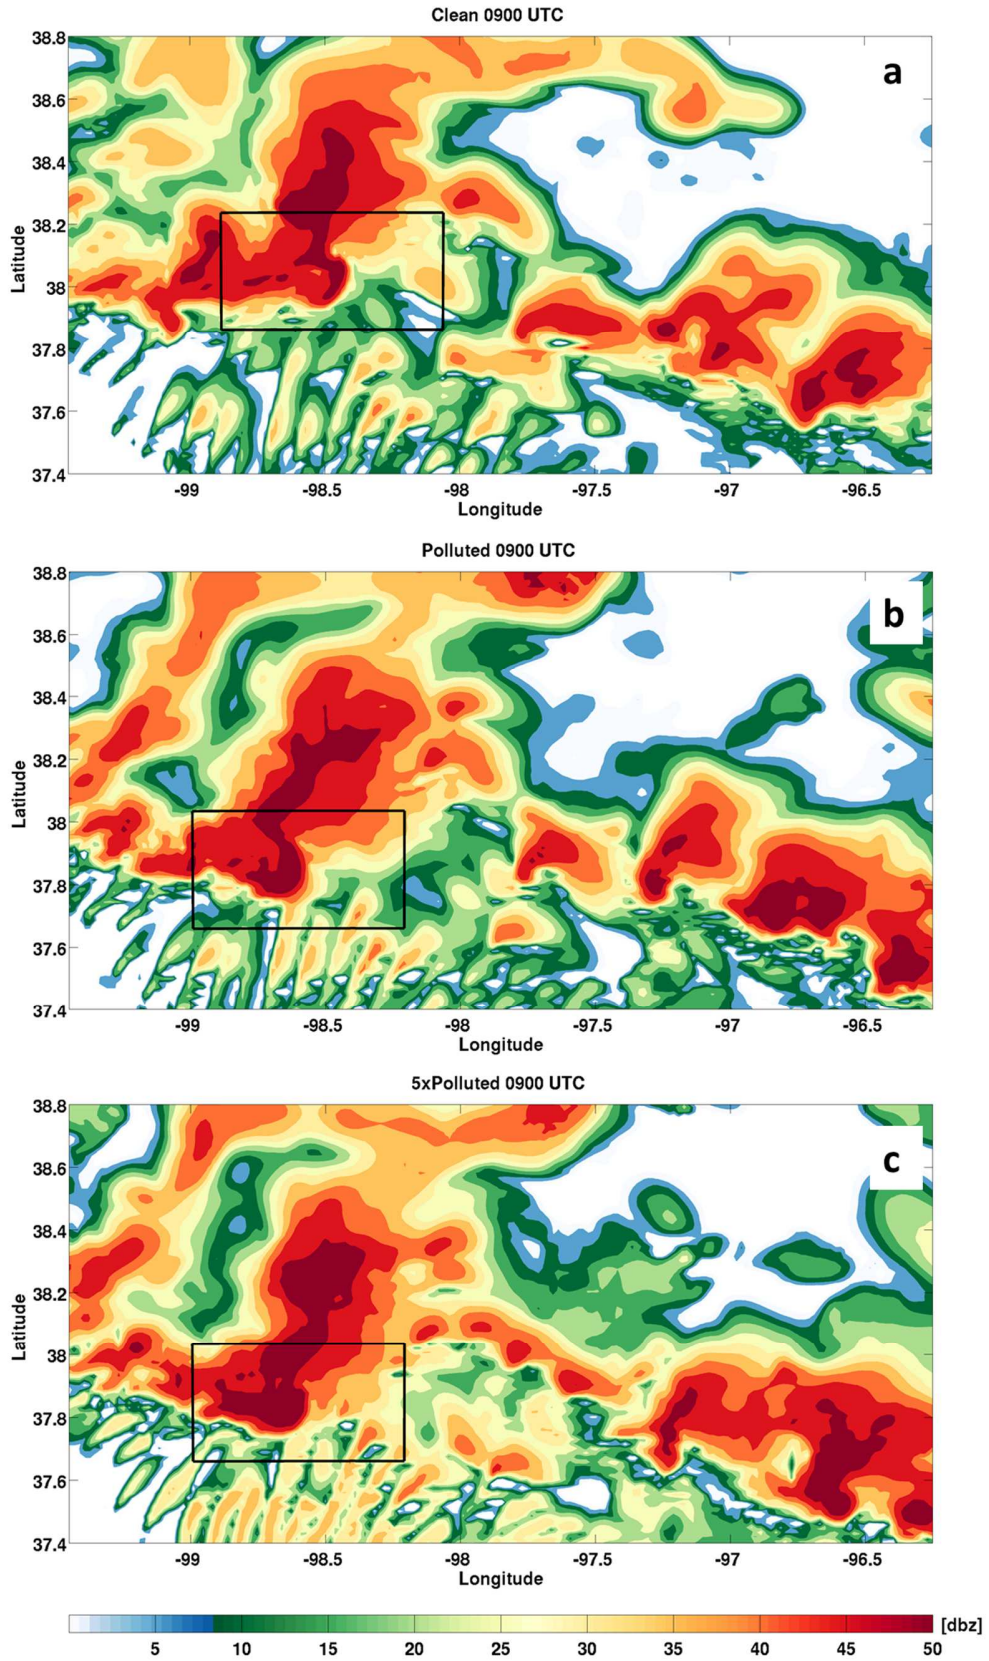 Clean 0900 UTC
a
38.8
38.6
38.4
38.2
38
37.8
37.6
37.4
Latitude
-99 -98.5 -98 -97.5 -97 -96.5
Longitude
Polluted 0900 UTC
b
38.8
38.6
38.4
38.2
38
37.8
37.6
37.4
Latitude
-99 -98.5 -98 -97.5 -97 -96.5
Longitude
5xPolluted 0900 UTC
c
38.8
38.6
38.4
38.2
38
37.8
37.6
37.4
Latitude
-99 -98.5 -98 -97.5 -97 -96.5
Longitude
[dbz]
5 10 15 20 25 30 35 40 45 50